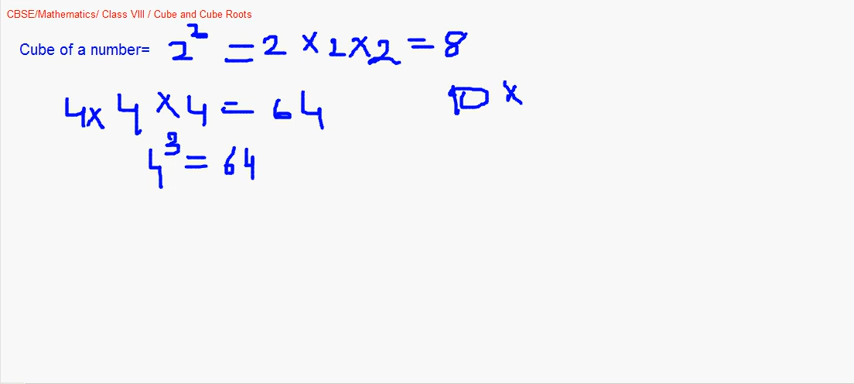 CBSE/Mathematics/ Class VIII / Cube and Cube Roots
Cube of a number= 2² = 2 × 2 × 2 = 8
4 × 4 × 4 = 64
10 ×
4³ = 64